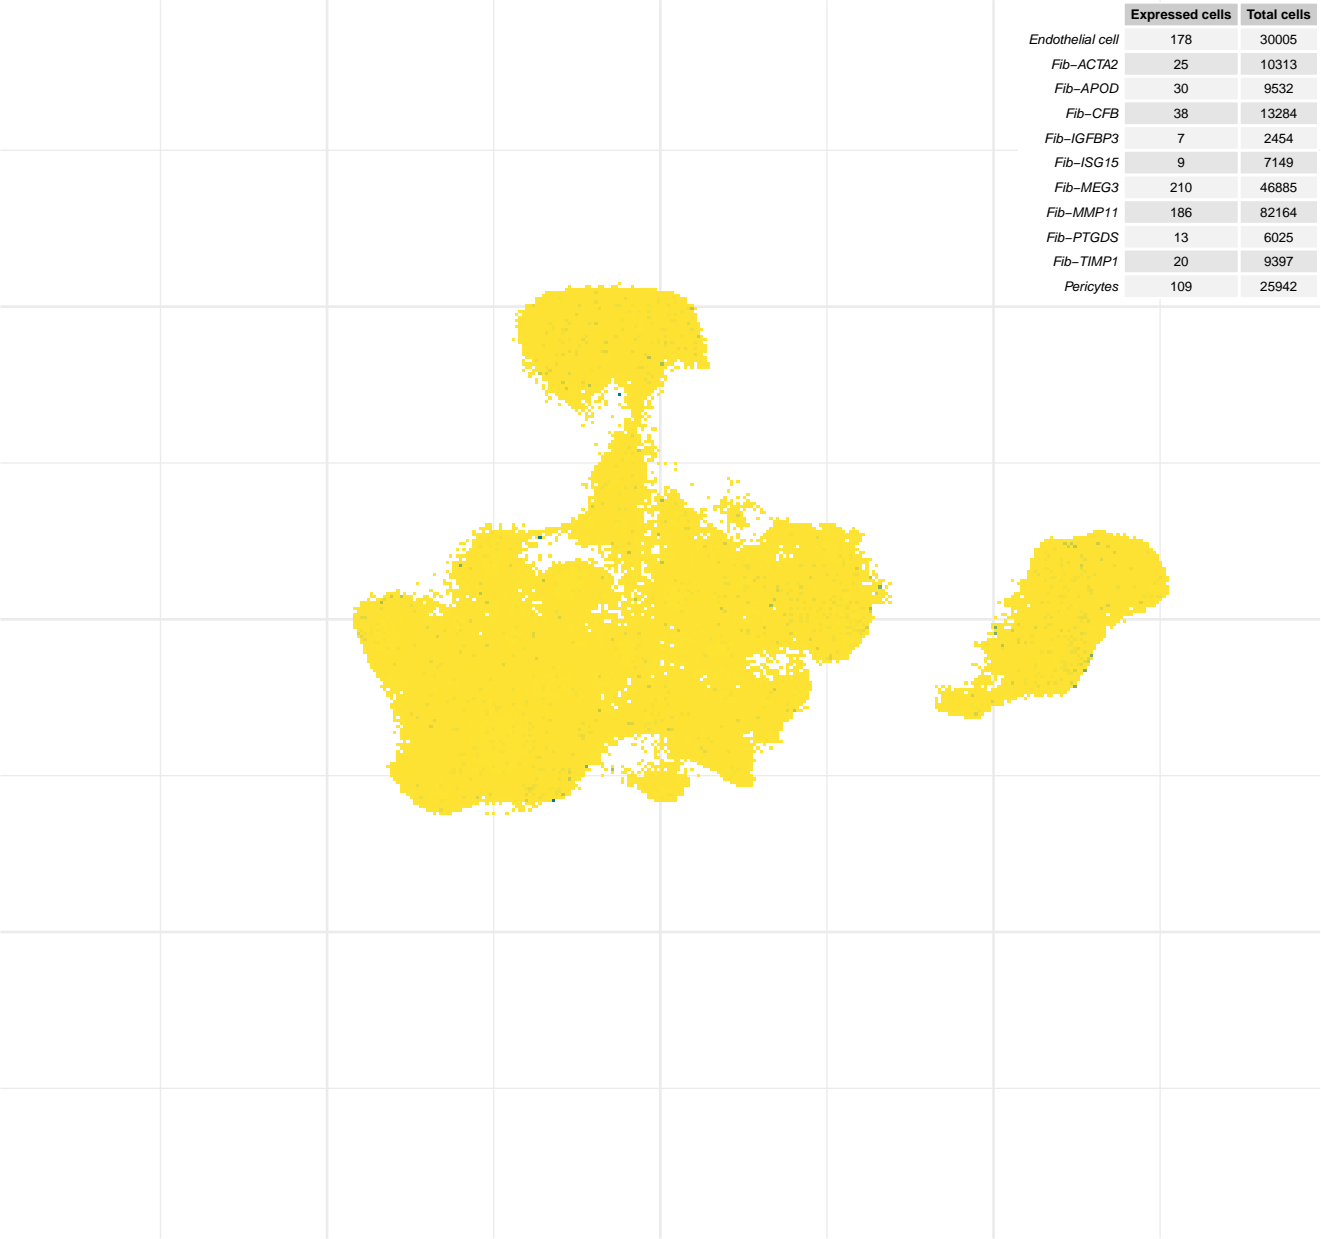 Expressed cells Total cells
Endothelial cell 178 30005
Fib−ACTA2 25 10313
Fib−APOD 30 9532
Fib−CFB 38 13284
Fib−IGFBP3 7 2454
Fib−ISG15 9 7149
Fib−MEG3 210 46885
Fib−MMP11 186 82164
Fib−PTGDS 13 6025
Fib−TIMP1 20 9397
Pericytes 109 25942